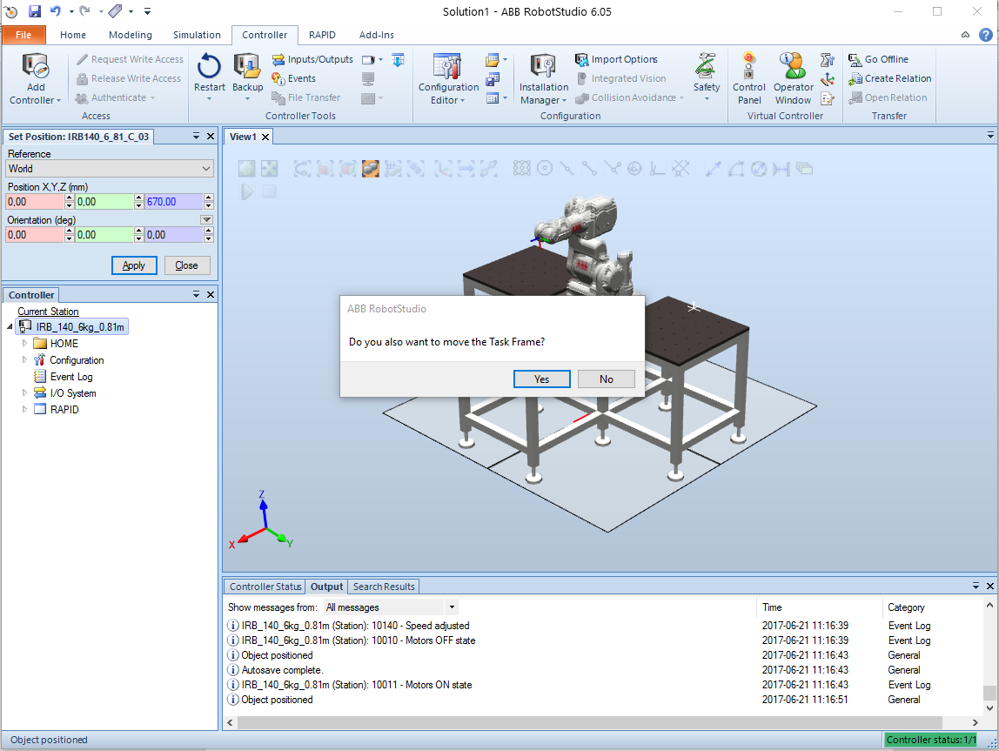 Solution1 - ABB RobotStudio 6.05
File Home Modeling Simulation Controller RAPID Add-Ins
Add Controller
Request Write Access
Release Write Access
Authenticate
Access
Restart
Backup
Inputs/Outputs
Events
File Transfer
Controller Tools
Configuration Editor
Installation Manager
Import Options
Integrated Vision
Collision Avoidance
Safety
Configuration
Control Panel
Operator Window
Virtual Controller
Go Offline
Create Relation
Open Relation
Transfer
Set Position: IRB140_6_81_C_03
Reference
World
Position X,Y,Z (mm)
0,00 0,00 670,00
Orientation (deg)
0,00 0,00 0,00
Apply Close
Controller
Current Station
IRB_140_6kg_0.81m
HOME
Configuration
Event Log
I/O System
RAPID
View1
ABB
ABB
ABB RobotStudio
Do you also want to move the Task Frame?
Yes No
Z
X
Y
Controller Status Output Search Results
Show messages from: All messages Time Category
IRB_140_6kg_0.81m (Station): 10140 - Speed adjusted 2017-06-21 11:16:39 Event Log
IRB_140_6kg_0.81m (Station): 10010 - Motors OFF state 2017-06-21 11:16:39 Event Log
Object positioned 2017-06-21 11:16:43 General
Autosave complete. 2017-06-21 11:16:43 General
IRB_140_6kg_0.81m (Station): 10011 - Motors ON state 2017-06-21 11:16:43 Event Log
Object positioned 2017-06-21 11:16:51 General
Object positioned Controller status: 1/1